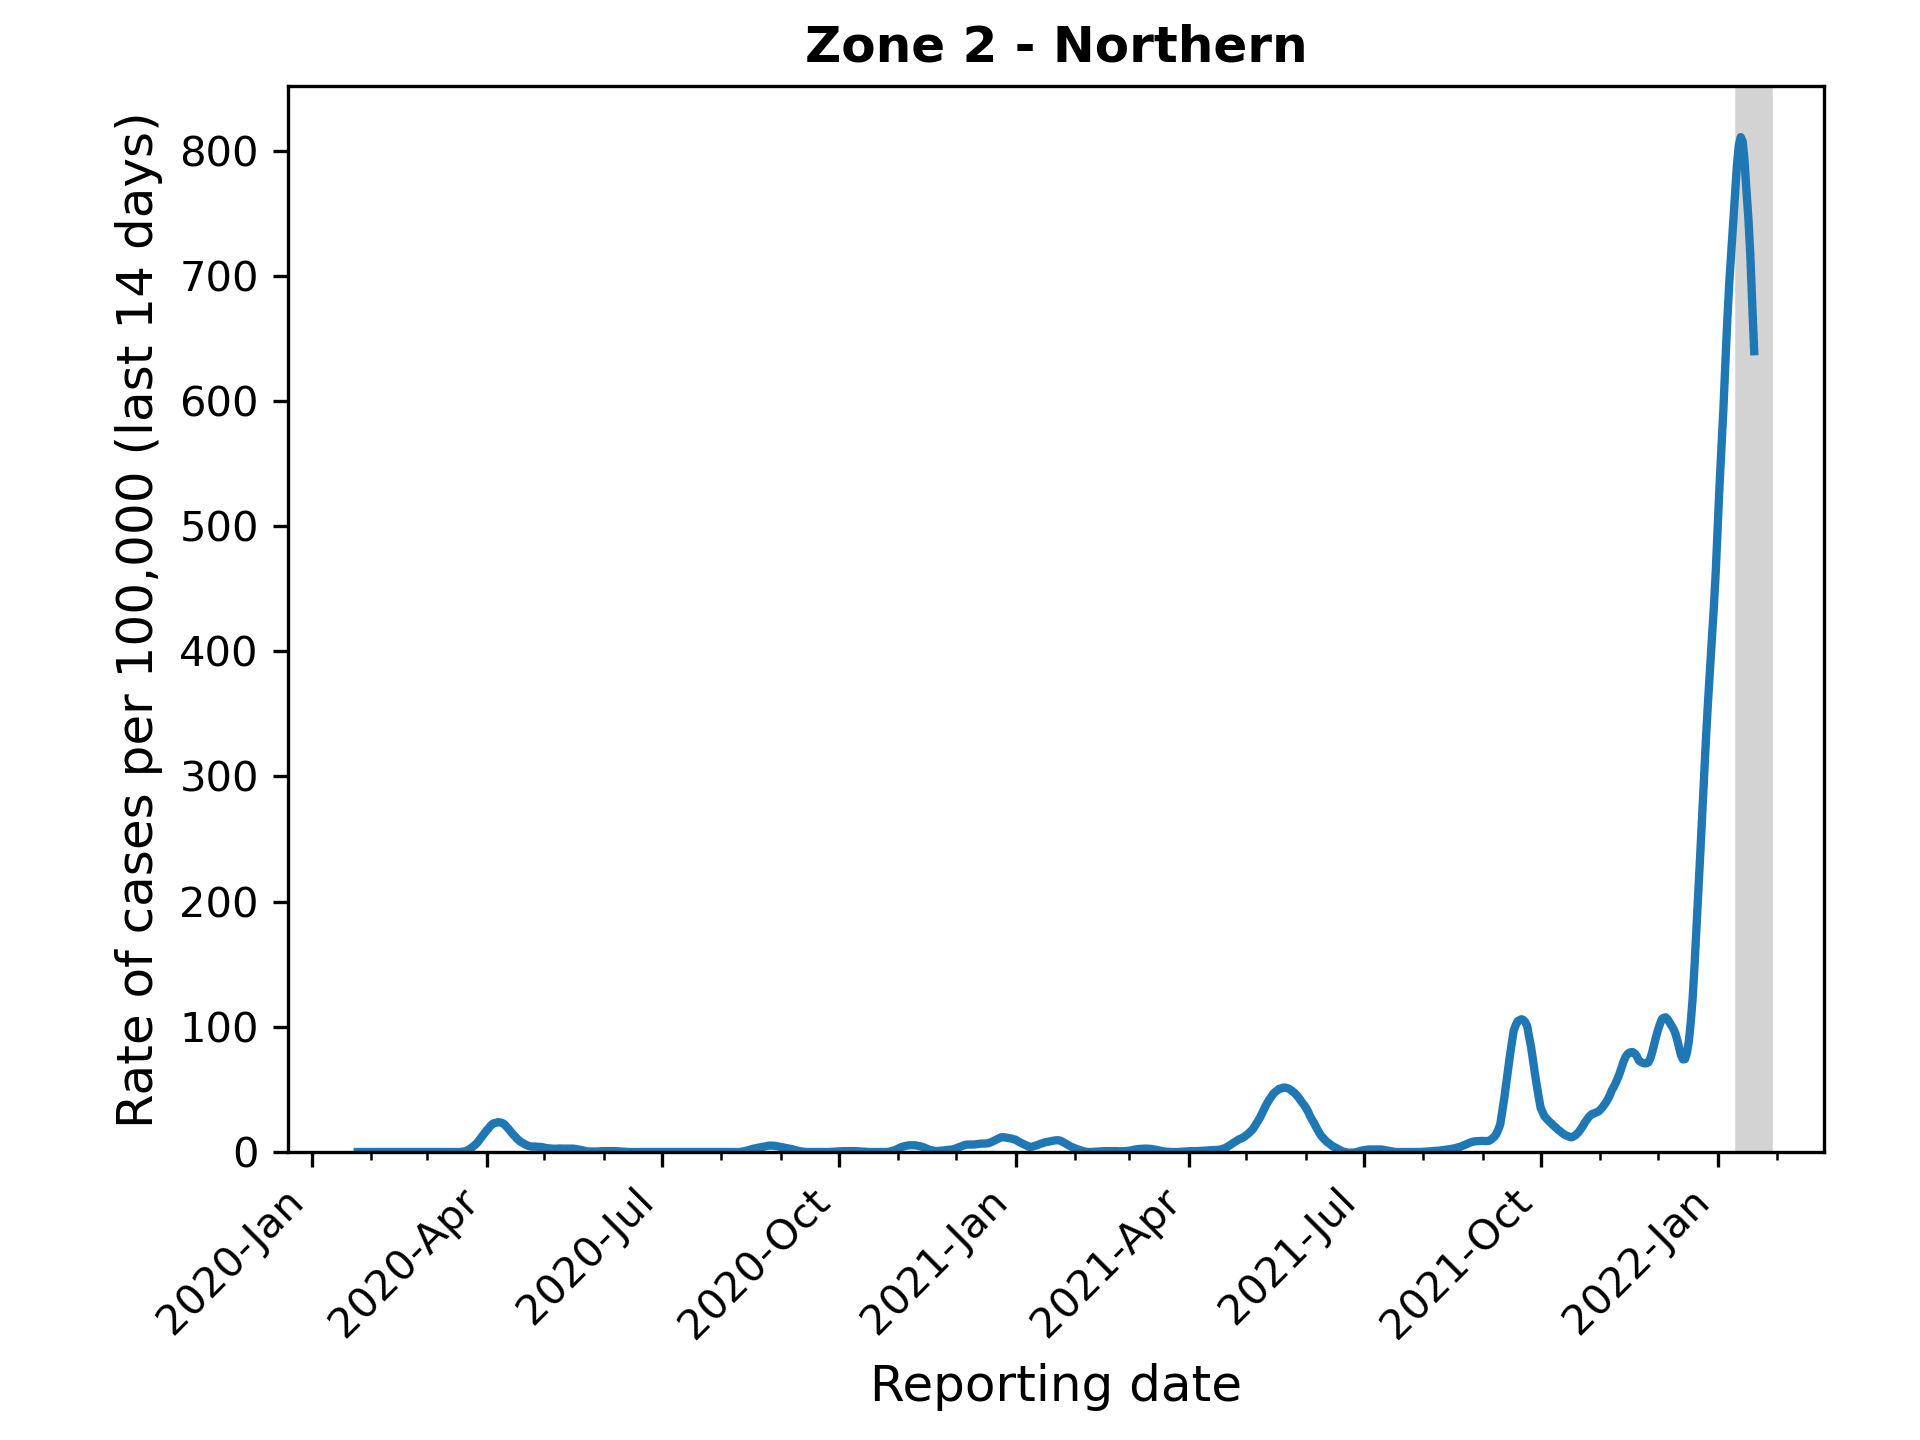 Zone 2 - Northern
Rate of cases per 100,000 (last 14 days)
800
700
600
500
400
300
200
100
0
2020-Jan
2020-Apr
2020-Jul
2020-Oct
2021-Jan
2021-Apr
2021-Jul
2021-Oct
2022-Jan
Reporting date